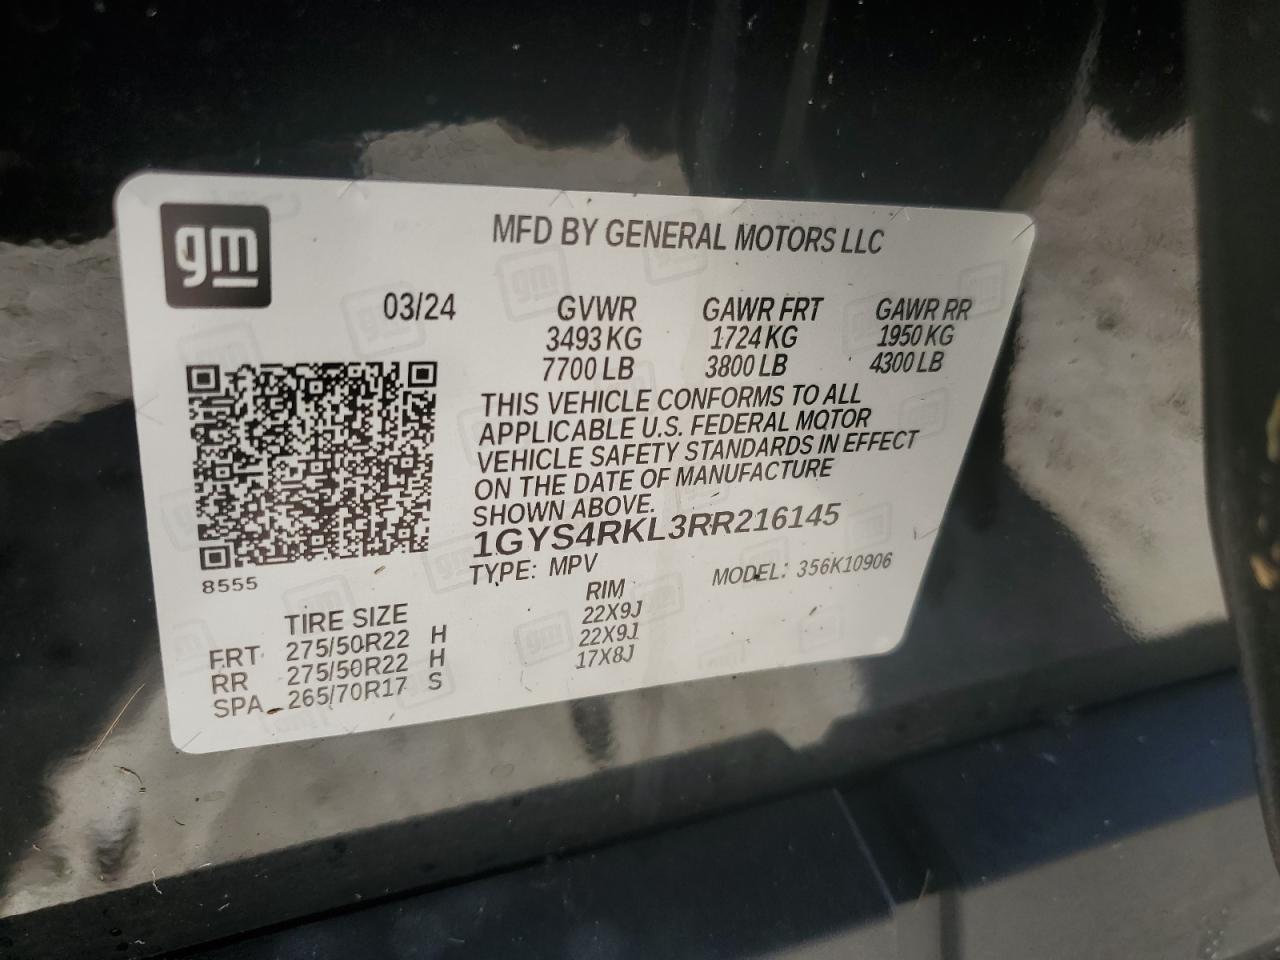 gm
MFD BY GENERAL MOTORS LLC
03/24 GVWR GAWR FRT GAWR RR
3493 KG 1724 KG 1950 KG
7700 LB 3800 LB 4300 LB
THIS VEHICLE CONFORMS TO ALL
APPLICABLE U.S. FEDERAL MOTOR
VEHICLE SAFETY STANDARDS IN EFFECT
ON THE DATE OF MANUFACTURE
SHOWN ABOVE.
1GYS4RKL3RR216145
TYPE: MPV MODEL: 356K10906
8555
TIRE SIZE RIM
FRT 275/50R22 H 22X9J
RR 275/50R22 H 22X9J
SPA 265/70R17 S 17X8J